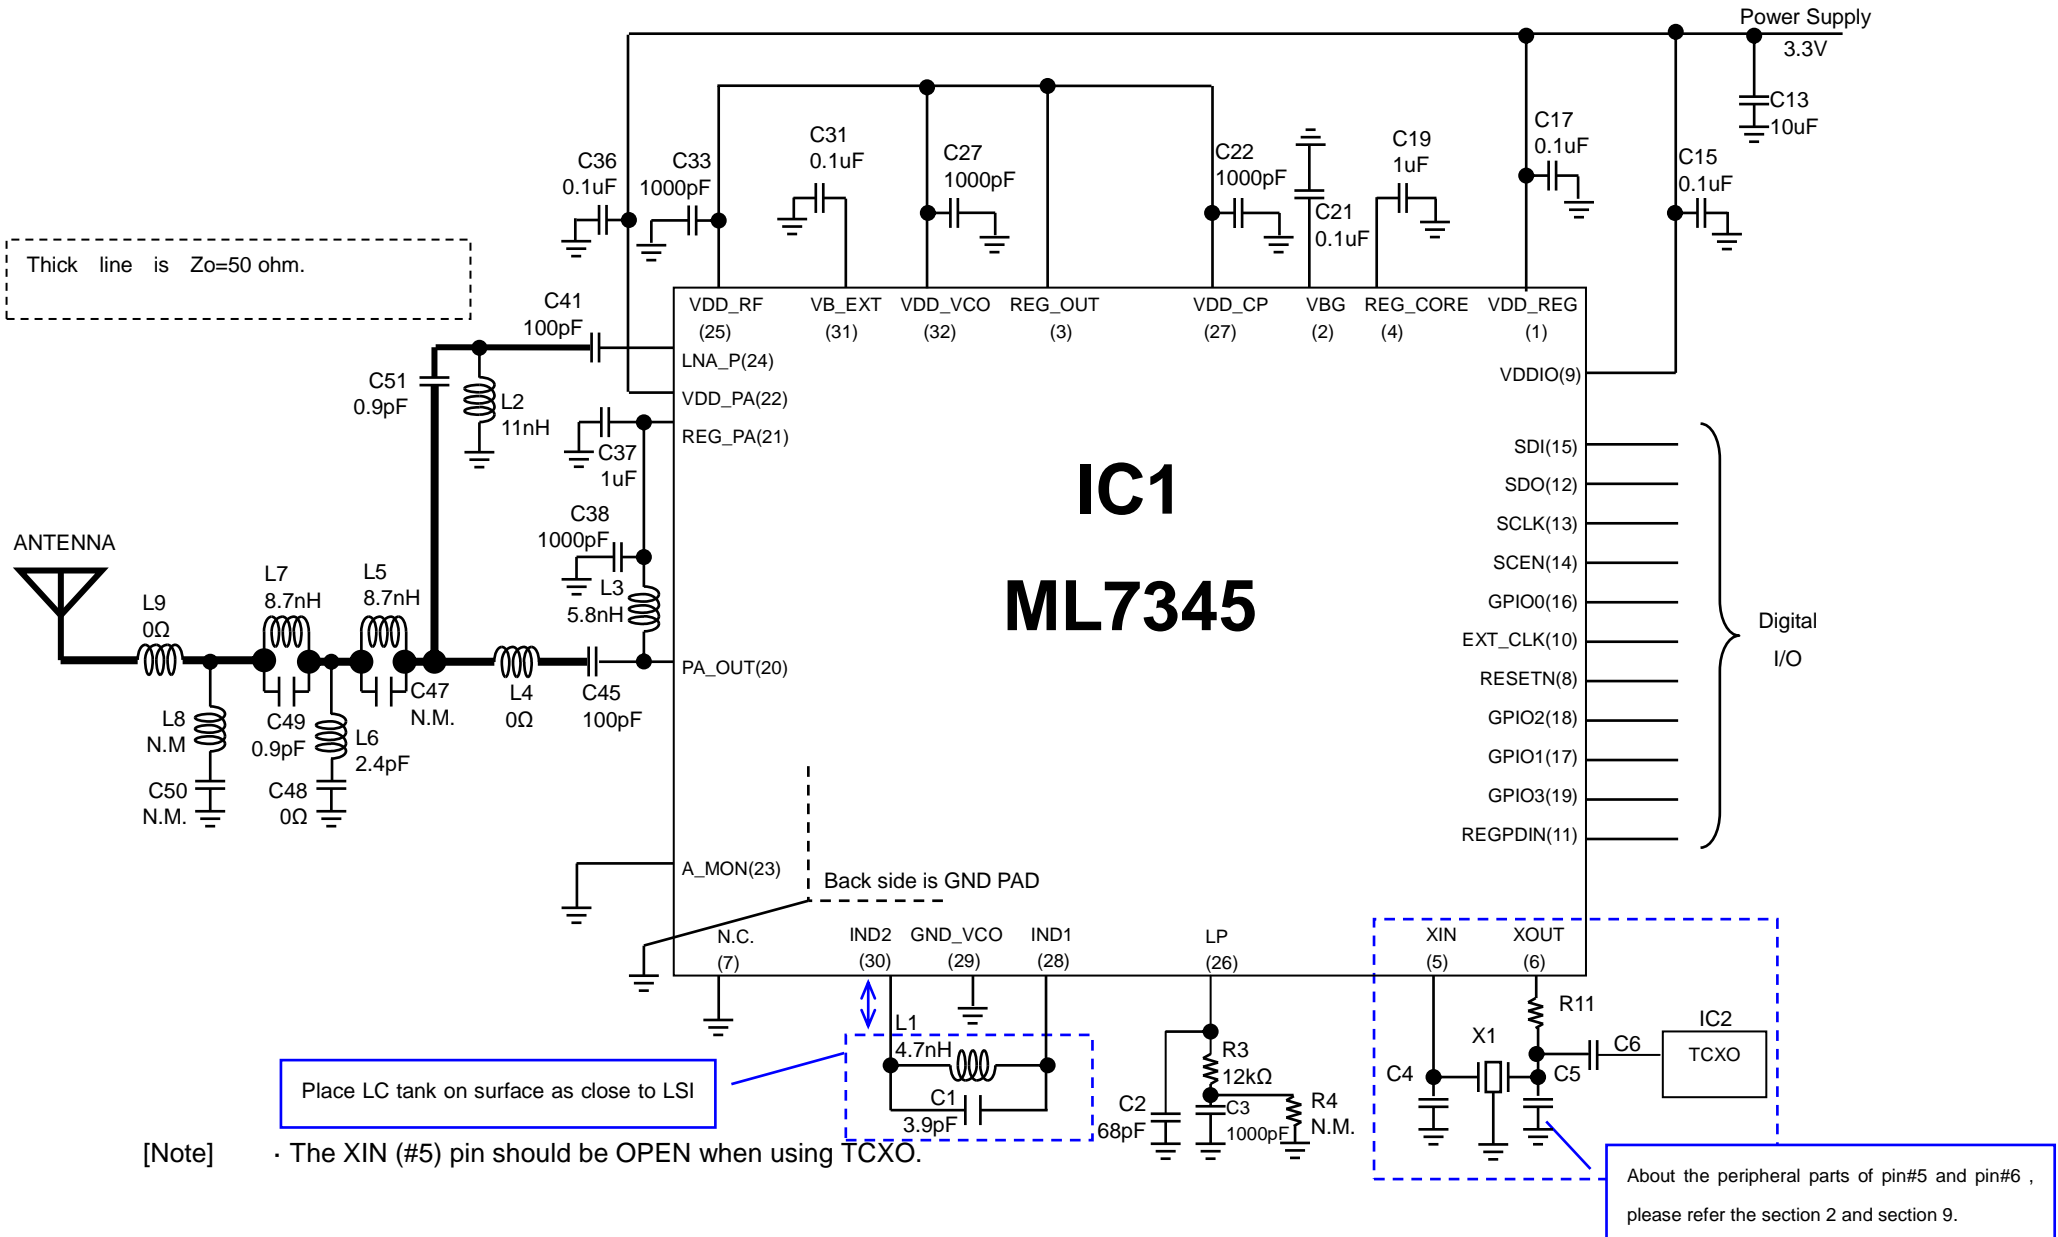 Power Supply
3.3V
C13
10uF
C17
0.1uF
C15
0.1uF
C19
1uF
C21
0.1uF
C22
1000pF
C27
1000pF
C31
0.1uF
C33
1000pF
C36
0.1uF
Thick line is Zo=50 ohm.
C41
100pF
VDD_RF
(25)
VB_EXT
(31)
VDD_VCO
(32)
REG_OUT
(3)
VDD_CP
(27)
VBG
(2)
REG_CORE
(4)
VDD_REG
(1)
LNA_P(24)
VDD_PA(22)
REG_PA(21)
PA_OUT(20)
A_MON(23)
VDDIO(9)
SDI(15)
SDO(12)
SCLK(13)
SCEN(14)
GPIO0(16)
EXT_CLK(10)
RESETN(8)
GPIO2(18)
GPIO1(17)
GPIO3(19)
REGPDIN(11)
Digital
I/O
IC1
ML7345
C51
0.9pF
L2
11nH
C37
1uF
C38
1000pF
L3
5.8nH
ANTENNA
L9
0Ω
L7
8.7nH
L5
8.7nH
L8
N.M
C50
N.M.
C49
0.9pF
L6
2.4pF
C48
0Ω
C47
N.M.
L4
0Ω
C45
100pF
Back side is GND PAD
N.C.
(7)
IND2
(30)
GND_VCO
(29)
IND1
(28)
LP
(26)
XIN
(5)
XOUT
(6)
L1
4.7nH
C1
3.9pF
C2
68pF
R3
12kΩ
C3
1000pF
R4
N.M.
R11
X1
C4
C5
C6
IC2
TCXO
Place LC tank on surface as close to LSI
[Note] · The XIN (#5) pin should be OPEN when using TCXO.
About the peripheral parts of pin#5 and pin#6 ,
please refer the section 2 and section 9.